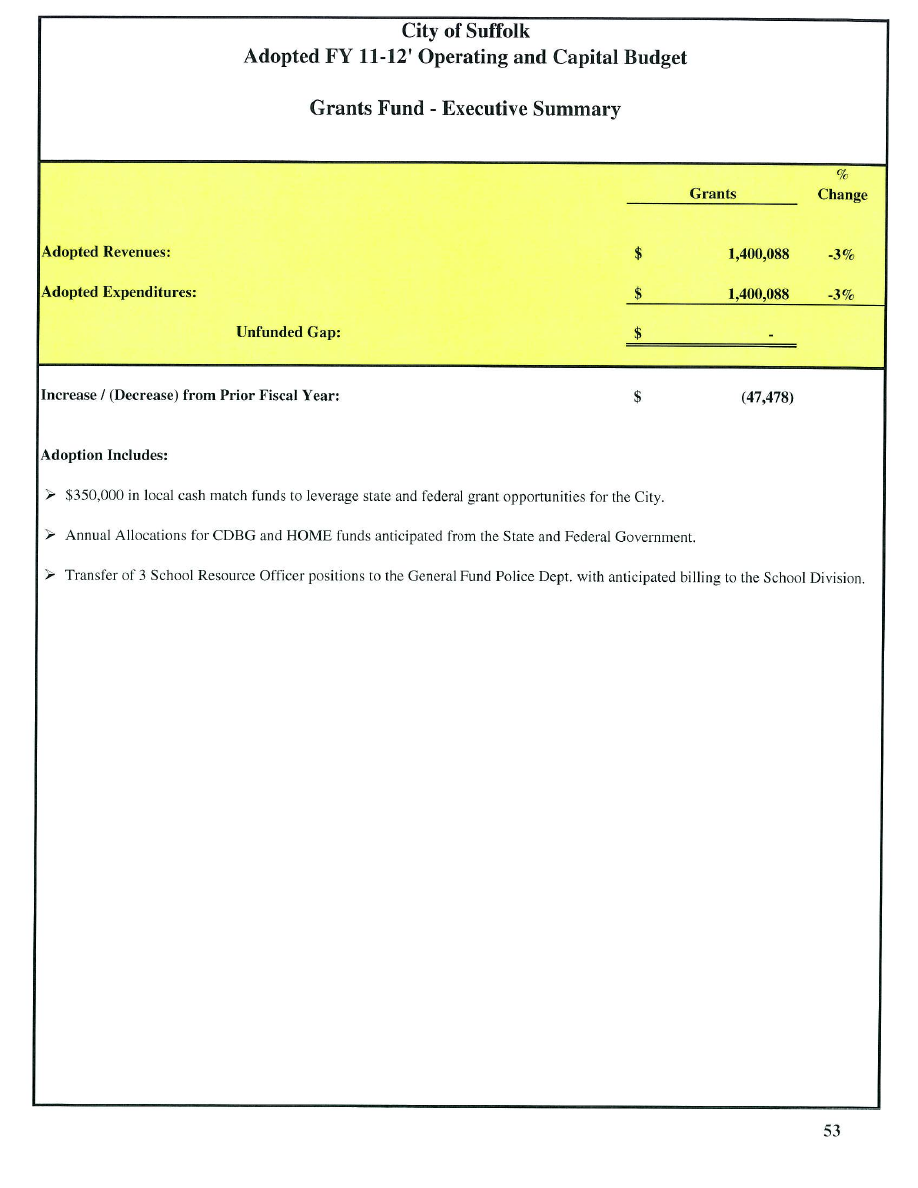 City of Suffolk
Adopted FY 11-12' Operating and Capital Budget
Grants Fund - Executive Summary
%
Grants Change
Adopted Revenues: $ 1,400,088 -3%
Adopted Expenditures: $ 1,400,088 -3%
Unfunded Gap: $ -
Increase / (Decrease) from Prior Fiscal Year: $ (47,478)
Adoption Includes:
➢ $350,000 in local cash match funds to leverage state and federal grant opportunities for the City.
➢ Annual Allocations for CDBG and HOME funds anticipated from the State and Federal Government.
➢ Transfer of 3 School Resource Officer positions to the General Fund Police Dept. with anticipated billing to the School Division.
53